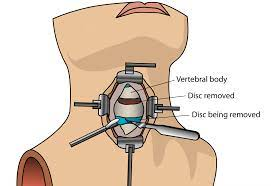 Vertebral body
Disc removed
Disc being removed